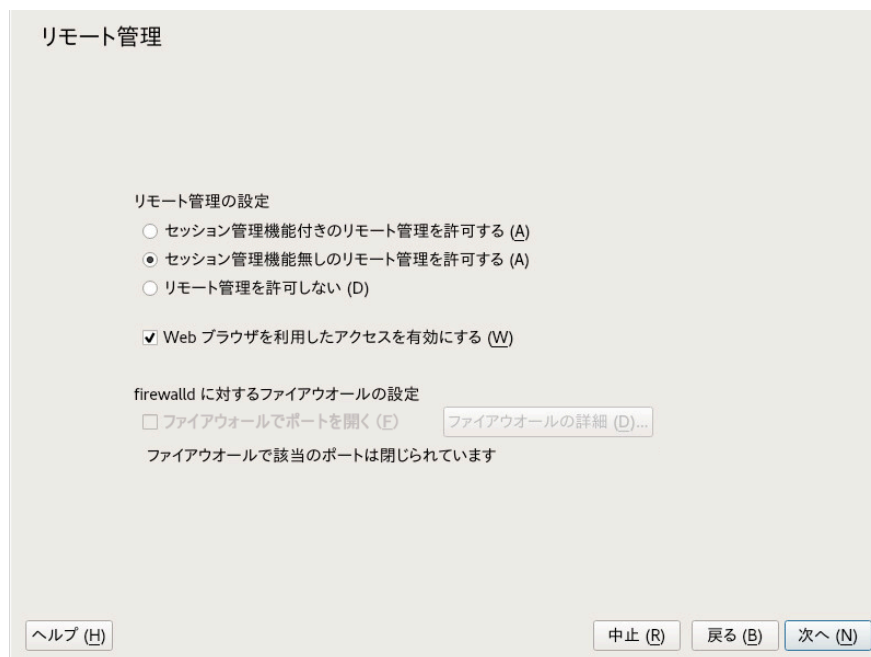 リモート管理
リモート管理の設定
セッション管理機能付きのリモート管理を許可する (A)
セッション管理機能無しのリモート管理を許可する (A)
リモート管理を許可しない (D)
Web ブラウザを利用したアクセスを有効にする (W)
firewalld に対するファイアウオールの設定
ファイアウォールでポートを開く (F) ファイアウオールの詳細 (D)...
ファイアウオールで該当のポートは閉じられています
ヘルプ (H) 中止 (R) 戻る (B) 次へ (N)